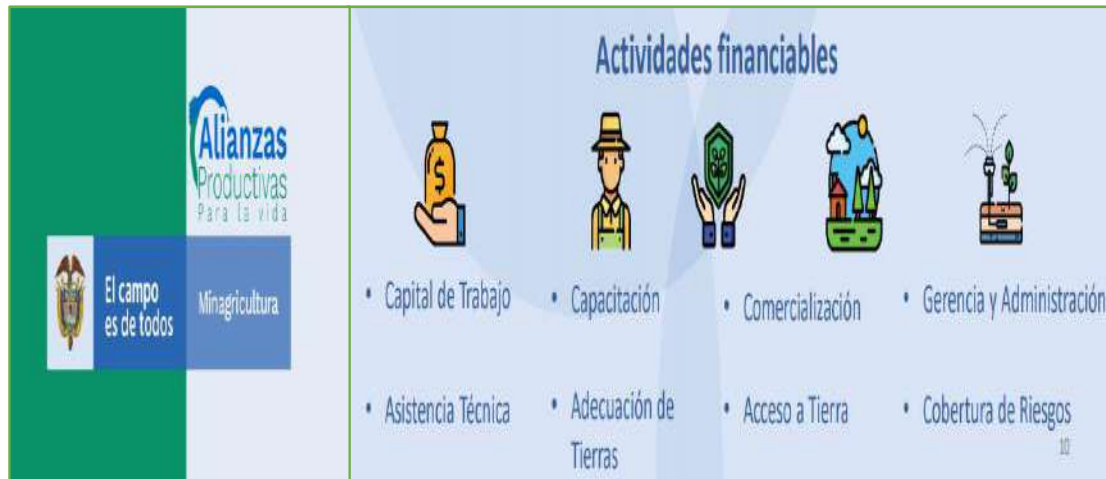 Alianzas
Productivas
Para la vida
El campo
es de todos
Minagricultura
Actividades financiables
• Capital de Trabajo
• Capacitación
• Comercialización
• Gerencia y Administración
• Asistencia Técnica
• Adecuación de
Tierras
• Acceso a Tierra
• Cobertura de Riesgos
10